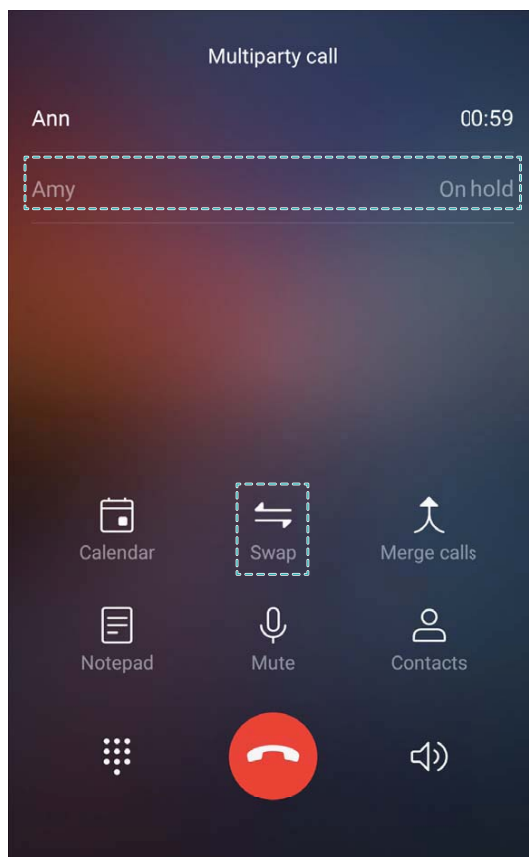 Multiparty call
Ann 00:59
Amy On hold
Calendar Swap Merge calls
Notepad Mute Contacts